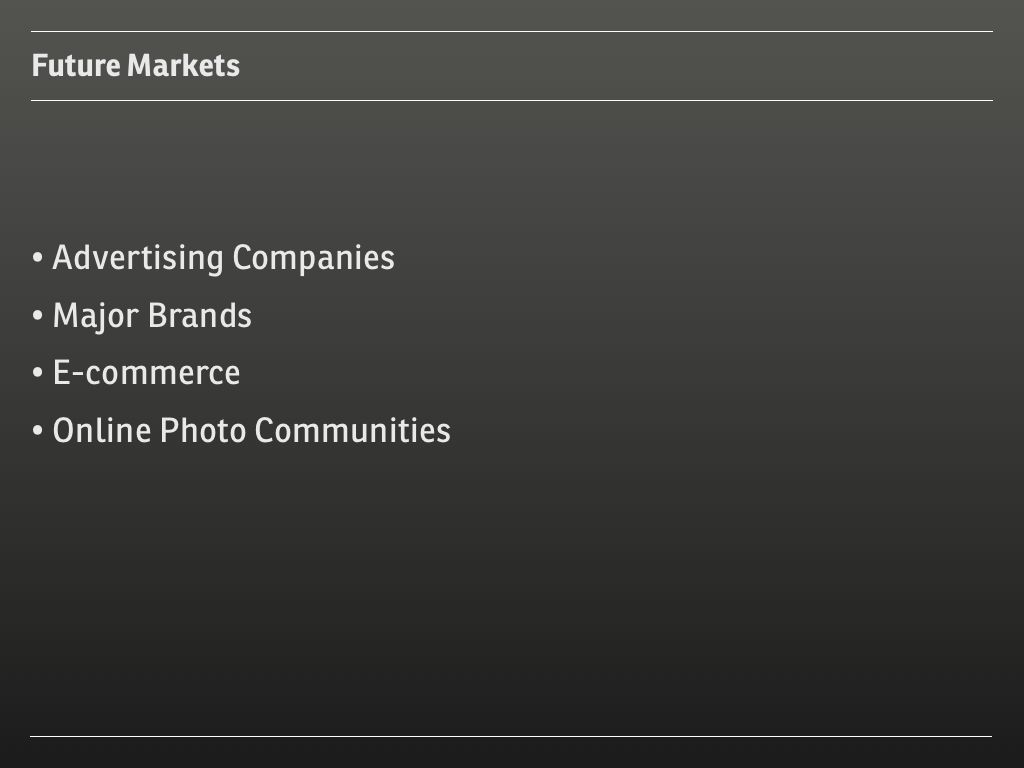 Future Markets
• Advertising Companies
• Major Brands
• E-commerce
• Online Photo Communities